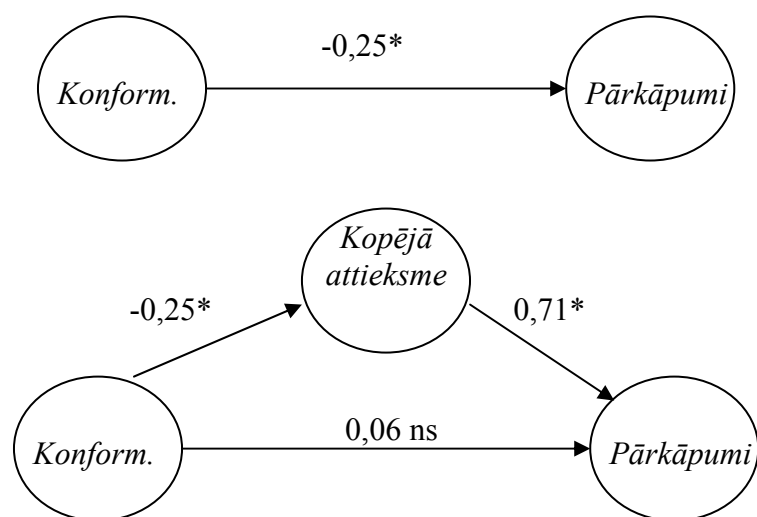 -0,25*
Konform.
Pārkāpumi
Kopējā
attieksme
-0,25*
0,71*
0,06 ns
Konform.
Pārkāpumi